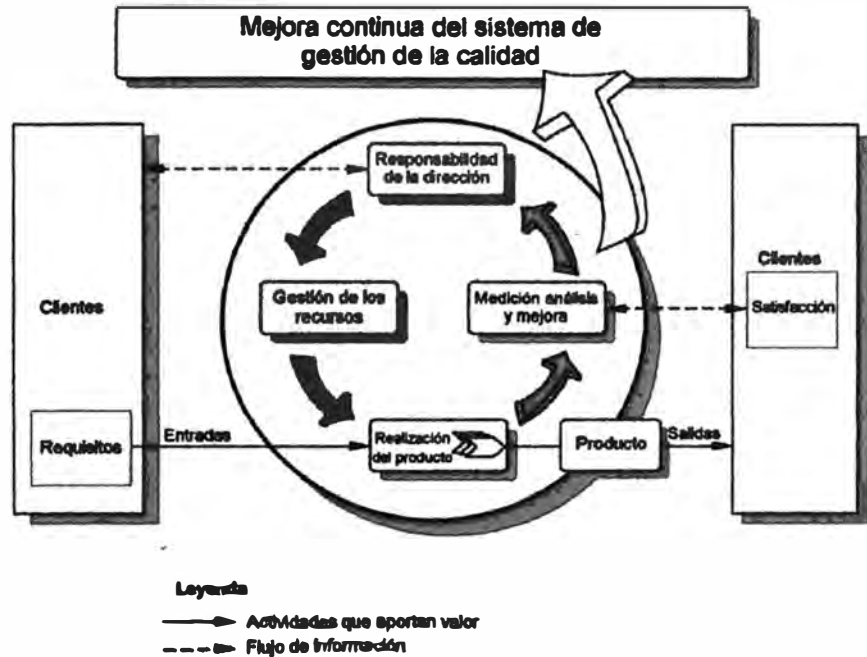 Mejora continua del sistema de
gestión de la calidad
Responsabilidad
de la dirección
Clientes
Gestión de los
recursos
Medición análisis
y mejora
Clientes
Satisfacción
Requisitos
Entradas
Realización
del producto
Producto
Salidas
Leyenda
Actividades que aportan valor
Flujo de información